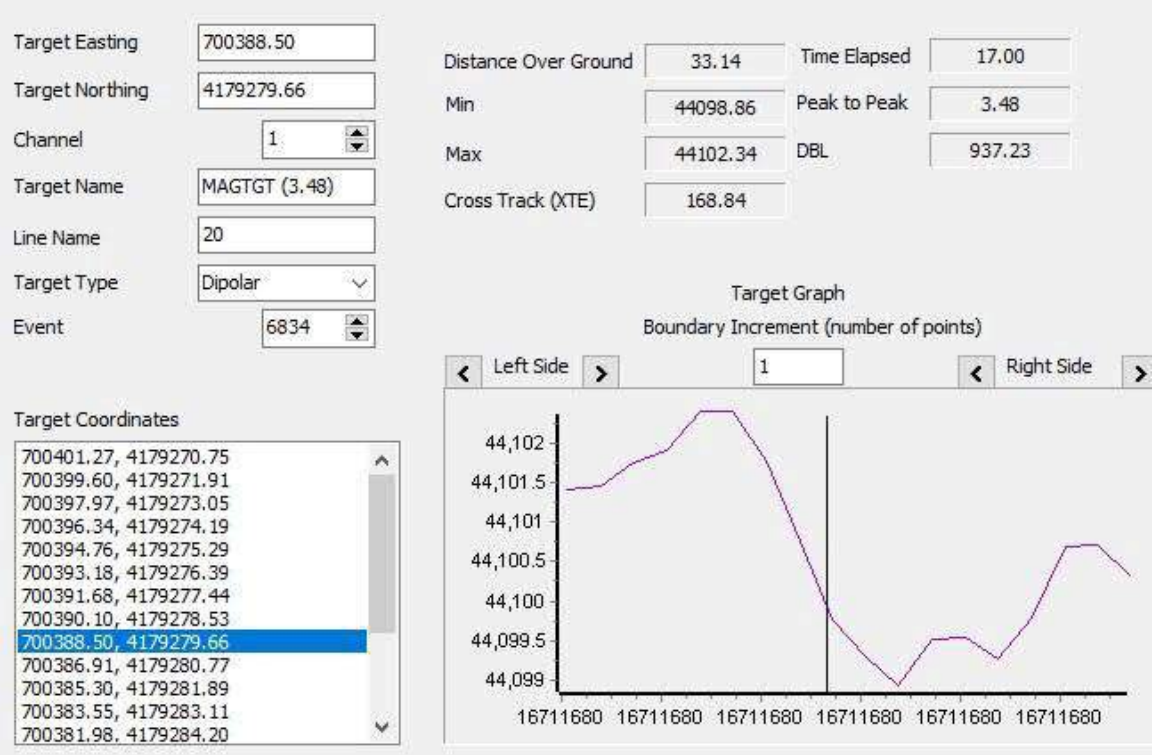 Target Easting 700388.50
Target Northing 4179279.66
Channel 1
Target Name MAGTGT (3.48)
Line Name 20
Target Type Dipolar
Event 6834
Distance Over Ground 33.14 Time Elapsed 17.00
Min 44098.86 Peak to Peak 3.48
Max 44102.34 DBL 937.23
Cross Track (XTE) 168.84
Target Graph
Boundary Increment (number of points)
< Left Side > 1 < Right Side >
Target Coordinates
700401.27, 4179270.75
700399.60, 4179271.91
700397.97, 4179273.05
700396.34, 4179274.19
700394.76, 4179275.29
700393.18, 4179276.39
700391.68, 4179277.44
700390.10, 4179278.53
700388.50, 4179279.66
700386.91, 4179280.77
700385.30, 4179281.89
700383.55, 4179283.11
700381.98, 4179284.20
44,102
44,101.5
44,101
44,100.5
44,100
44,099.5
44,099
16711680 16711680 16711680 16711680 16711680 16711680